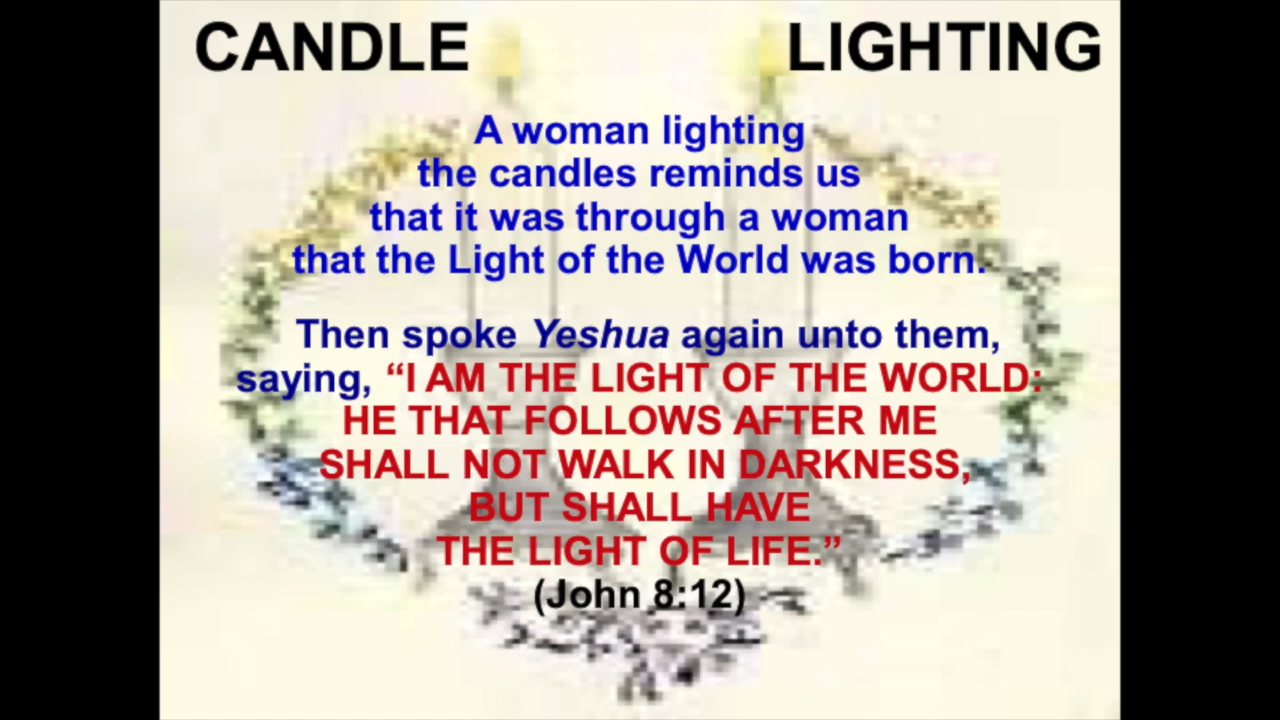 CANDLE LIGHTING
A woman lighting
the candles reminds us
that it was through a woman
that the Light of the World was born.
Then spoke Yeshua again unto them,
saying, “I AM THE LIGHT OF THE WORLD:
HE THAT FOLLOWS AFTER ME
SHALL NOT WALK IN DARKNESS,
BUT SHALL HAVE
THE LIGHT OF LIFE.”
(John 8:12)